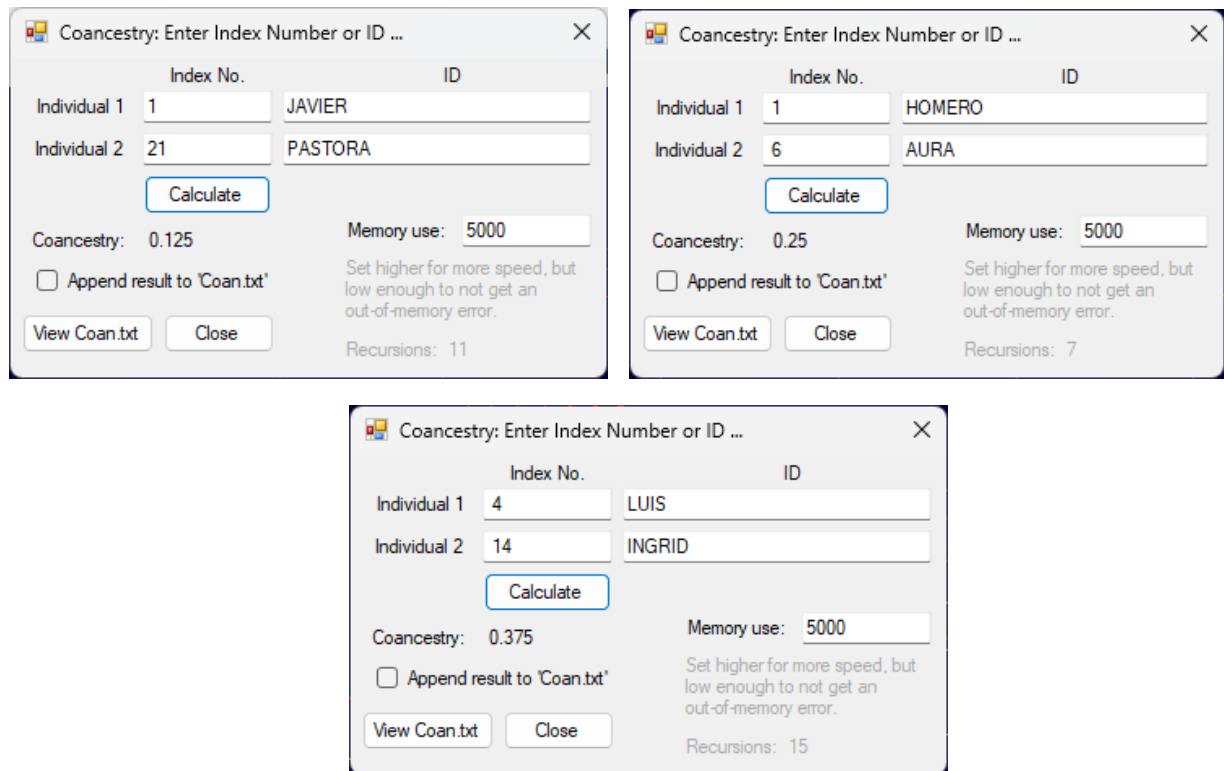 Coancestry: Enter Index Number or ID ...
Index No. ID
Individual 1 1 JAVIER
Individual 2 21 PASTORA
Calculate
Coancestry: 0.125
Memory use: 5000
Append result to 'Coan.txt'
Set higher for more speed, but
low enough to not get an
out-of-memory error.
View Coan.txt Close
Recursions: 11
Coancestry: Enter Index Number or ID ...
Index No. ID
Individual 1 1 HOMERO
Individual 2 6 AURA
Calculate
Coancestry: 0.25
Memory use: 5000
Append result to 'Coan.txt'
Set higher for more speed, but
low enough to not get an
out-of-memory error.
View Coan.txt Close
Recursions: 7
Coancestry: Enter Index Number or ID ...
Index No. ID
Individual 1 4 LUIS
Individual 2 14 INGRID
Calculate
Coancestry: 0.375
Memory use: 5000
Append result to 'Coan.txt'
Set higher for more speed, but
low enough to not get an
out-of-memory error.
View Coan.txt Close
Recursions: 15